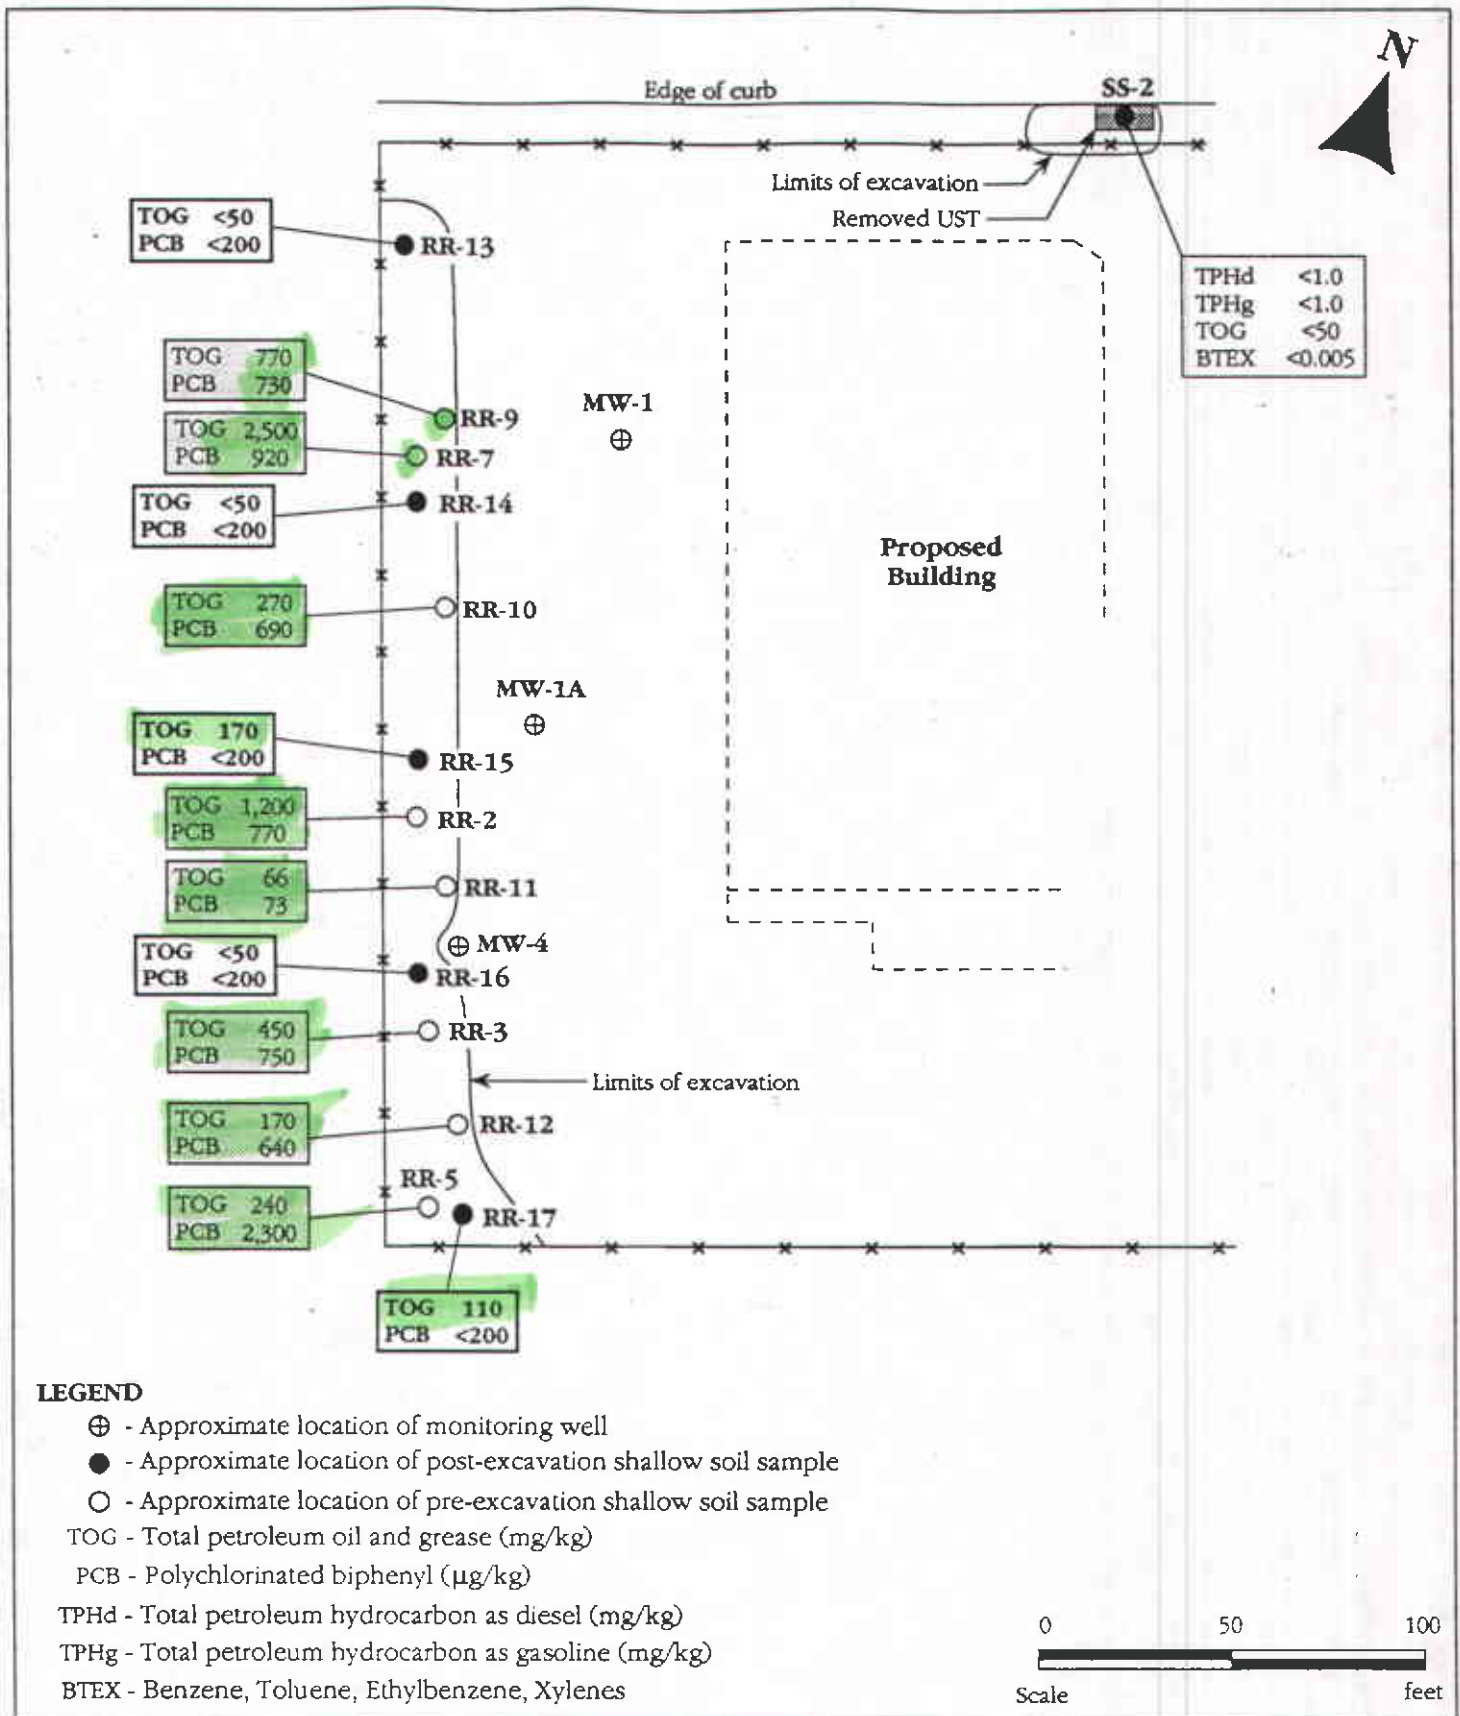 N
Edge of curb
SS-2
Limits of excavation
Removed UST
TOG <50
PCB <200
RR-13
TPHd <1.0
TPHg <1.0
TOG <50
BTEX <0.005
TOG 770
PCB 730
RR-9
MW-1
TOG 2,500
PCB 920
RR-7
TOG <50
PCB <200
RR-14
Proposed
Building
TOG 270
PCB 690
RR-10
MW-1A
TOG 170
PCB <200
RR-15
TOG 1,200
PCB 770
RR-2
TOG 66
PCB 73
RR-11
MW-4
TOG <50
PCB <200
RR-16
TOG 450
PCB 750
RR-3
Limits of excavation
TOG 170
PCB 640
RR-12
RR-5
TOG 240
PCB 2,300
RR-17
TOG 110
PCB <200
LEGEND
⊕ - Approximate location of monitoring well
● - Approximate location of post-excavation shallow soil sample
○ - Approximate location of pre-excavation shallow soil sample
TOG - Total petroleum oil and grease (mg/kg)
PCB - Polychlorinated biphenyl (µg/kg)
TPHd - Total petroleum hydrocarbon as diesel (mg/kg)
TPHg - Total petroleum hydrocarbon as gasoline (mg/kg)
BTEX - Benzene, Toluene, Ethylbenzene, Xylenes
0 50 100
Scale feet